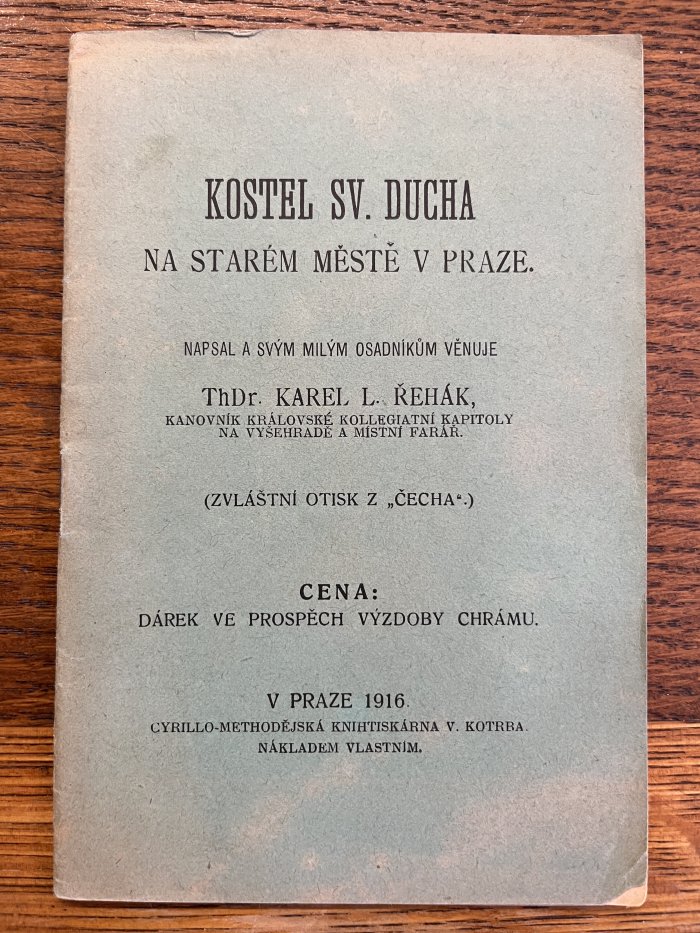 KOSTEL SV. DUCHA
NA STARÉM MĚSTĚ V PRAZE.
NAPSAL A SVÝM MILÝM OSADNÍKŮM VĚNUJE
ThDr. KAREL L. ŘEHÁK,
KANOVNÍK KRÁLOVSKÉ KOLLEGIATNÍ KAPITOLY
NA VYŠEHRADĚ A MÍSTNÍ FARÁŘ.
(ZVLÁŠTNÍ OTISK Z „ČECHA“.)
CENA:
DÁREK VE PROSPĚCH VÝZDOBY CHRÁMU.
V PRAZE 1916.
CYRILLO-METHODĚJSKÁ KNIHTISKÁRNA V. KOTRBA.
NÁKLADEM VLASTNÍM.